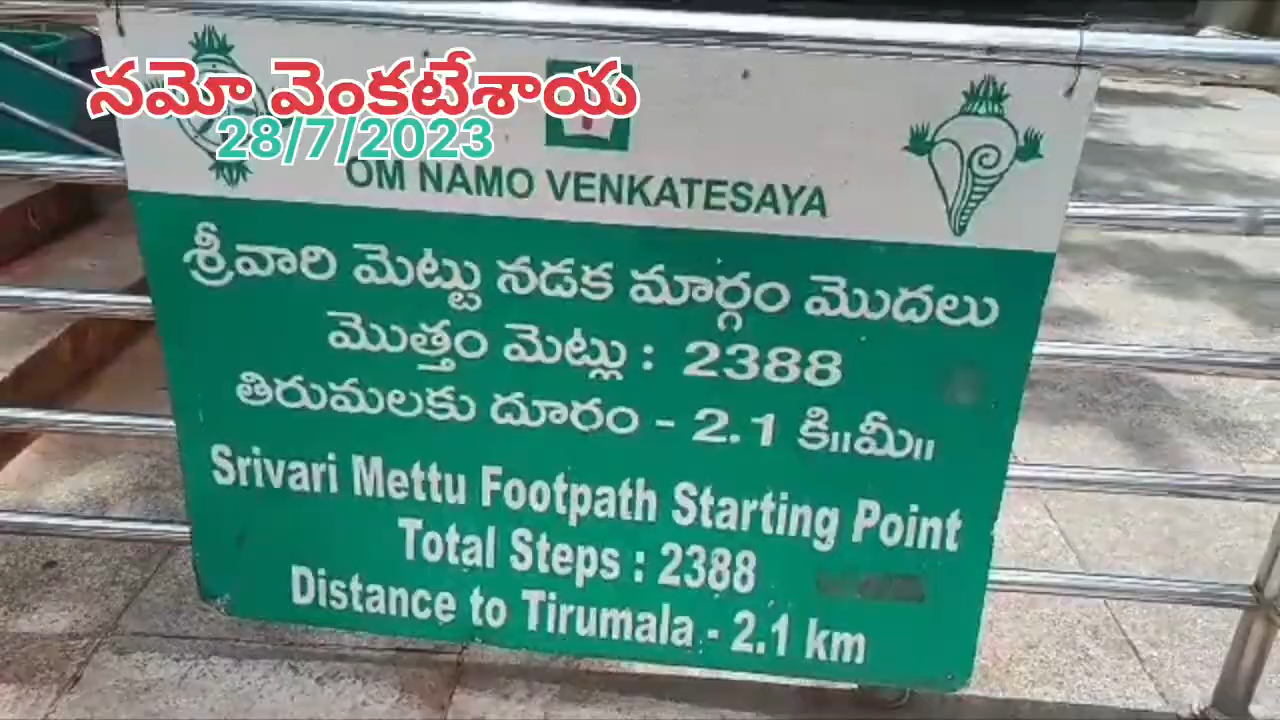 నమో వెంకటేశాయ
28/7/2023
OM NAMO VENKATESAYA
శ్రీవారి మెట్టు నడక మార్గం మొదలు
మొత్తం మెట్లు : 2388
తిరుమలకు దూరం - 2.1 కి॥మీ॥
Srivari Mettu Footpath Starting Point
Total Steps : 2388
Distance to Tirumala - 2.1 km